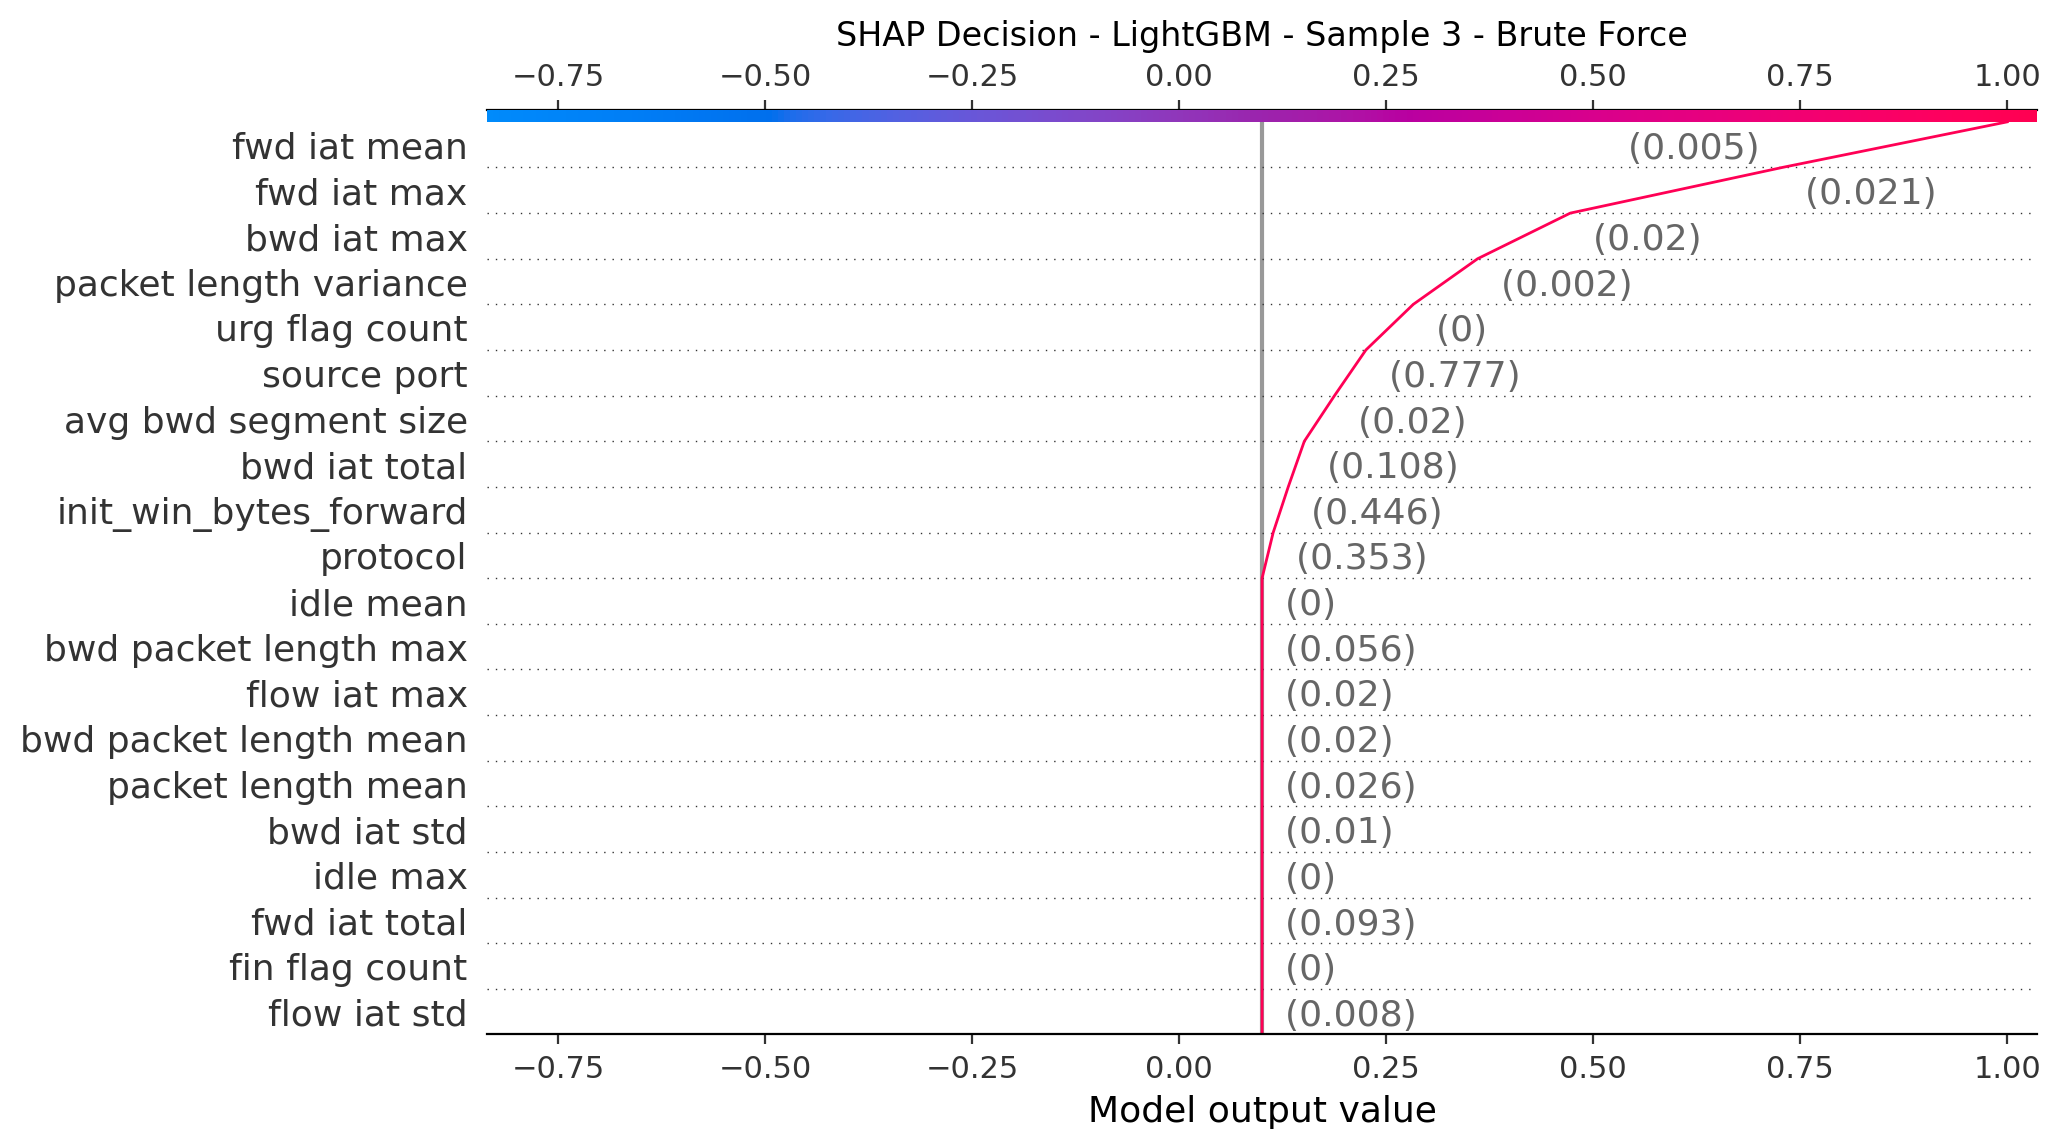 SHAP Decision - LightGBM - Sample 3 - Brute Force
−0.75 −0.50 −0.25 0.00 0.25 0.50 0.75 1.00
fwd iat mean (0.005)
fwd iat max (0.021)
bwd iat max (0.02)
packet length variance (0.002)
urg flag count (0)
source port (0.777)
avg bwd segment size (0.02)
bwd iat total (0.108)
init_win_bytes_forward (0.446)
protocol (0.353)
idle mean (0)
bwd packet length max (0.056)
flow iat max (0.02)
bwd packet length mean (0.02)
packet length mean (0.026)
bwd iat std (0.01)
idle max (0)
fwd iat total (0.093)
fin flag count (0)
flow iat std (0.008)
−0.75 −0.50 −0.25 0.00 0.25 0.50 0.75 1.00
Model output value